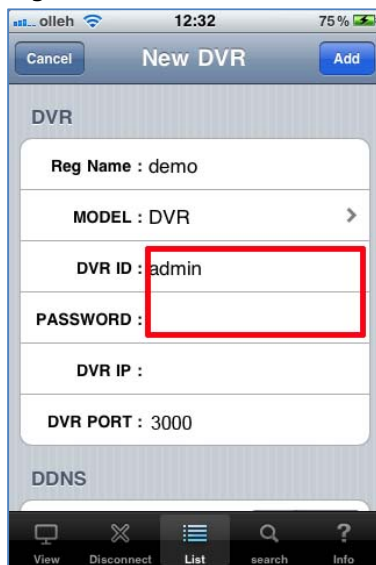 olleh 12:32 75%
Cancel New DVR Add
DVR
Reg Name : demo
MODEL : DVR
DVR ID : admin
PASSWORD :
DVR IP :
DVR PORT : 3000
DDNS
View Disconnect List search Info